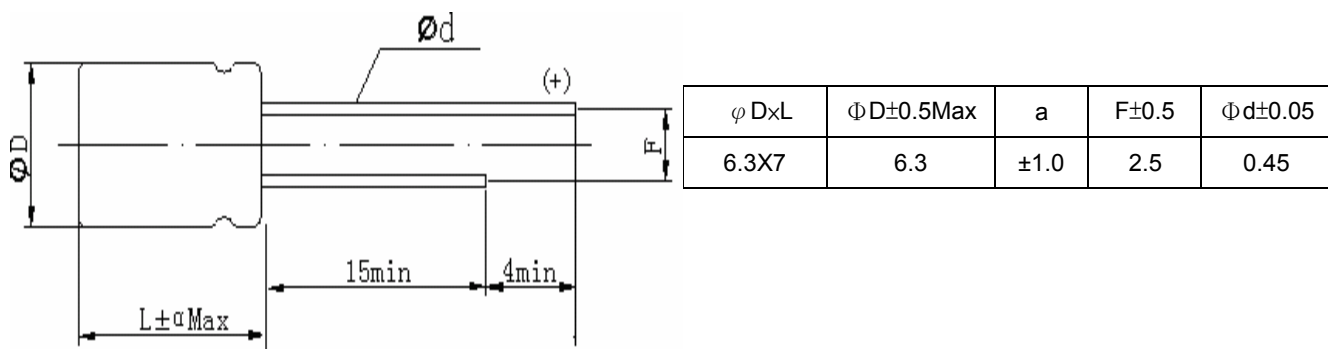 Ød
(+)
ØD
F
15min
4min
L±αMax
φ DxL ΦD±0.5Max a F±0.5 Φd±0.05
6.3X7 6.3 ±1.0 2.5 0.45